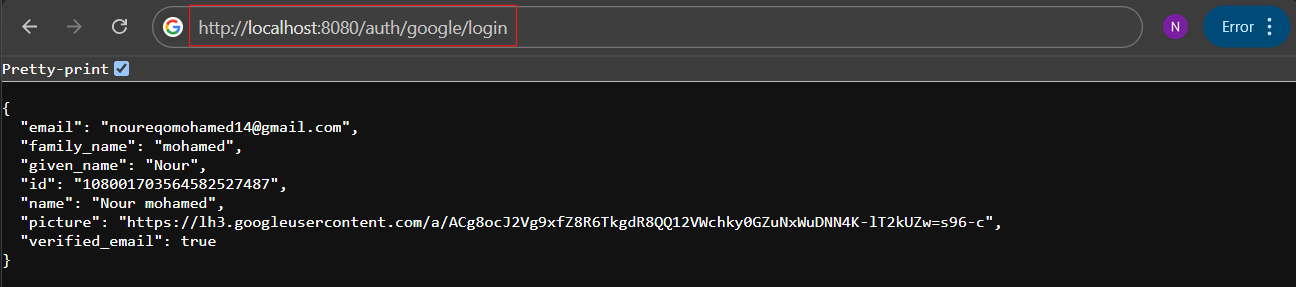 http://localhost:8080/auth/google/login
N
Error
Pretty-print
{
  "email": "noureqomohamed14@gmail.com",
  "family_name": "mohamed",
  "given_name": "Nour",
  "id": "108001703564582527487",
  "name": "Nour mohamed",
  "picture": "https://lh3.googleusercontent.com/a/ACg8ocJ2Vg9xfZ8R6TkgdR8QQ12VWchky0GZuNxWuDNN4K-lT2kUZw=s96-c",
  "verified_email": true
}